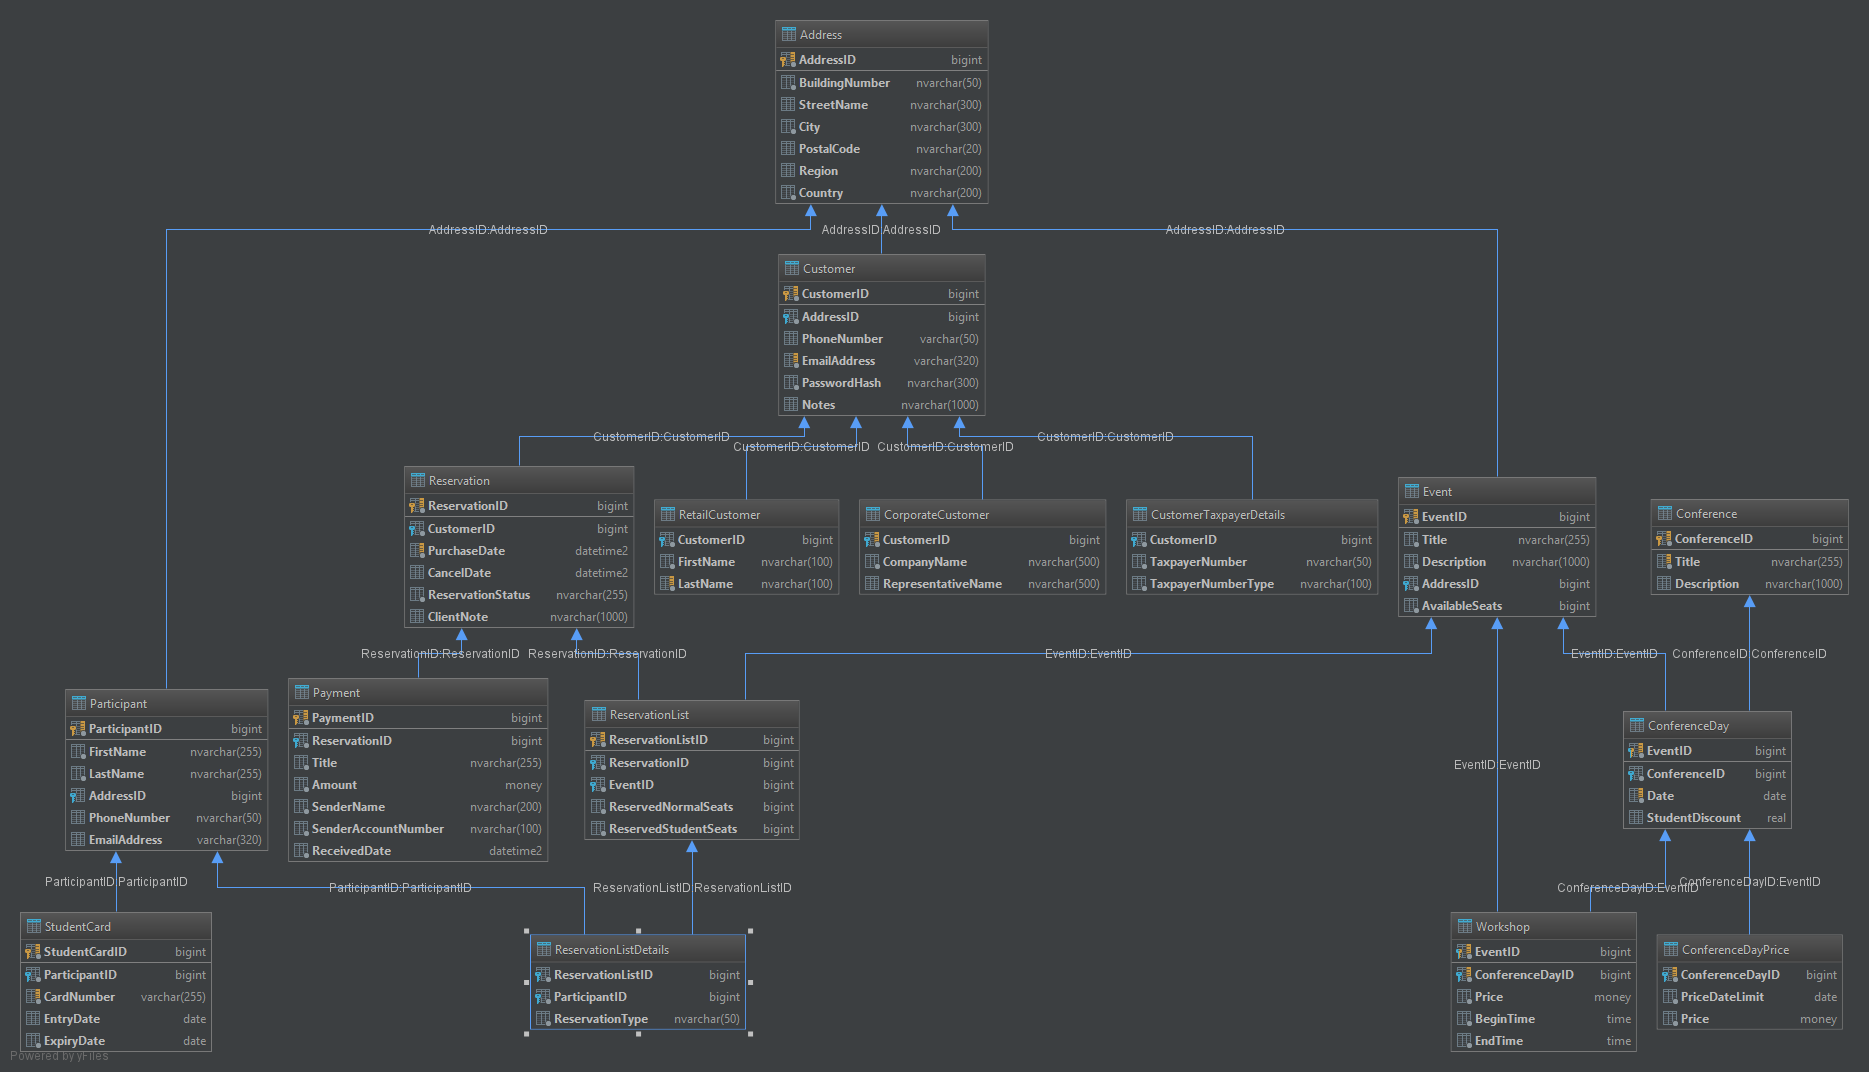 Address
AddressID bigint
BuildingNumber nvarchar(50)
StreetName nvarchar(300)
City nvarchar(300)
PostalCode nvarchar(20)
Region nvarchar(200)
Country nvarchar(200)
AddressID:AddressID
AddressID:AddressID
AddressID:AddressID
Customer
CustomerID bigint
AddressID bigint
PhoneNumber varchar(50)
EmailAddress varchar(320)
PasswordHash nvarchar(300)
Notes nvarchar(1000)
CustomerID:CustomerID
CustomerID:CustomerID
CustomerID:CustomerID
CustomerID:CustomerID
Reservation
ReservationID bigint
CustomerID bigint
PurchaseDate datetime2
CancelDate datetime2
ReservationStatus nvarchar(255)
ClientNote nvarchar(1000)
RetailCustomer
CustomerID bigint
FirstName nvarchar(100)
LastName nvarchar(100)
CorporateCustomer
CustomerID bigint
CompanyName nvarchar(500)
RepresentativeName nvarchar(500)
CustomerTaxpayerDetails
CustomerID bigint
TaxpayerNumber nvarchar(50)
TaxpayerNumberType nvarchar(100)
Event
EventID bigint
Title nvarchar(255)
Description nvarchar(1000)
AddressID bigint
AvailableSeats bigint
Conference
ConferenceID bigint
Title nvarchar(255)
Description nvarchar(1000)
ReservationID:ReservationID
ReservationID:ReservationID
EventID:EventID
EventID:EventID
ConferenceID:ConferenceID
Participant
ParticipantID bigint
FirstName nvarchar(255)
LastName nvarchar(255)
AddressID bigint
PhoneNumber nvarchar(50)
EmailAddress varchar(320)
Payment
PaymentID bigint
ReservationID bigint
Title nvarchar(255)
Amount money
SenderName nvarchar(200)
SenderAccountNumber nvarchar(100)
ReceivedDate datetime2
ReservationList
ReservationListID bigint
ReservationID bigint
EventID bigint
ReservedNormalSeats bigint
ReservedStudentSeats bigint
EventID:EventID
ConferenceDay
EventID bigint
ConferenceID bigint
Date date
StudentDiscount real
ParticipantID:ParticipantID
ParticipantID:ParticipantID
ReservationListID:ReservationListID
ConferenceDayID:EventID
ConferenceDayID:EventID
StudentCard
StudentCardID bigint
ParticipantID bigint
CardNumber varchar(255)
EntryDate date
ExpiryDate date
ReservationListDetails
ReservationListID bigint
ParticipantID bigint
ReservationType nvarchar(50)
Workshop
EventID bigint
ConferenceDayID bigint
Price money
BeginTime time
EndTime time
ConferenceDayPrice
ConferenceDayID bigint
PriceDateLimit date
Price money
Powered by yFiles